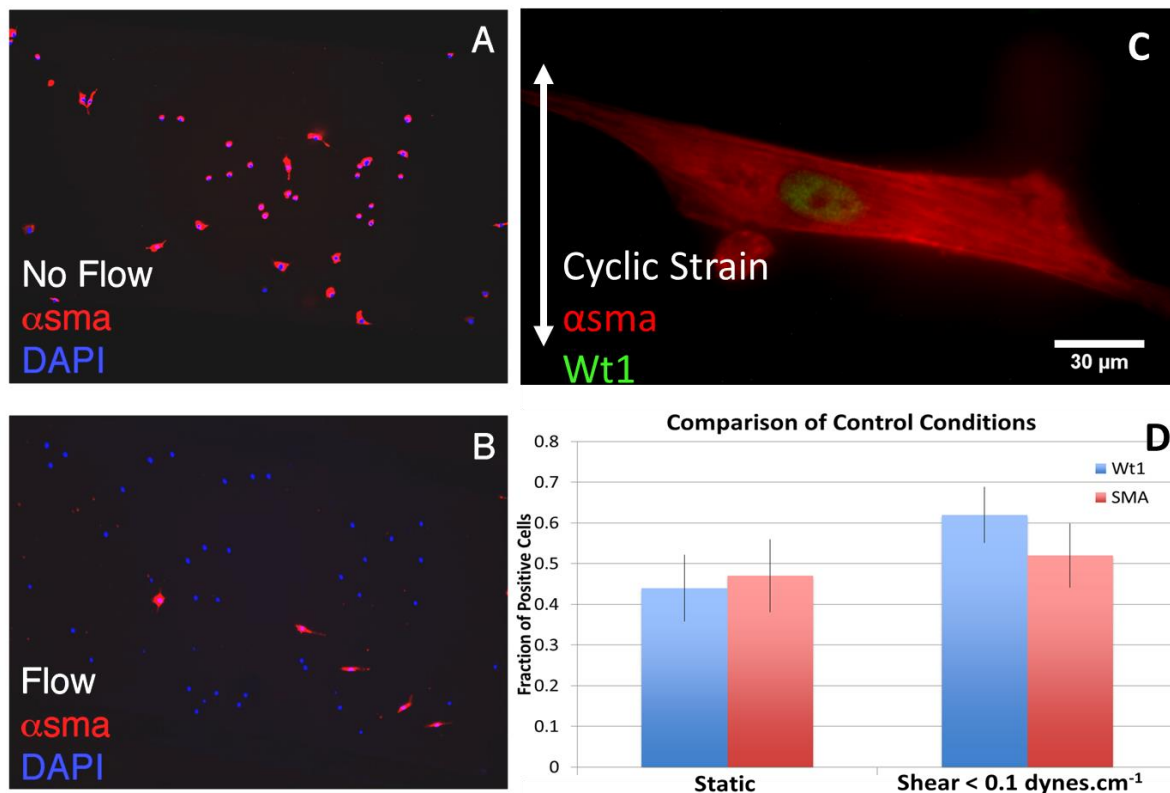 A
No Flow
αsma
DAPI
B
Flow
αsma
DAPI
C
Cyclic Strain
αsma
Wt1
30 µm
D
Comparison of Control Conditions
Fraction of Positive Cells
0.8
0.7
0.6
0.5
0.4
0.3
0.2
0.1
0
Wt1
SMA
Static
Shear < 0.1 dynes.cm⁻¹